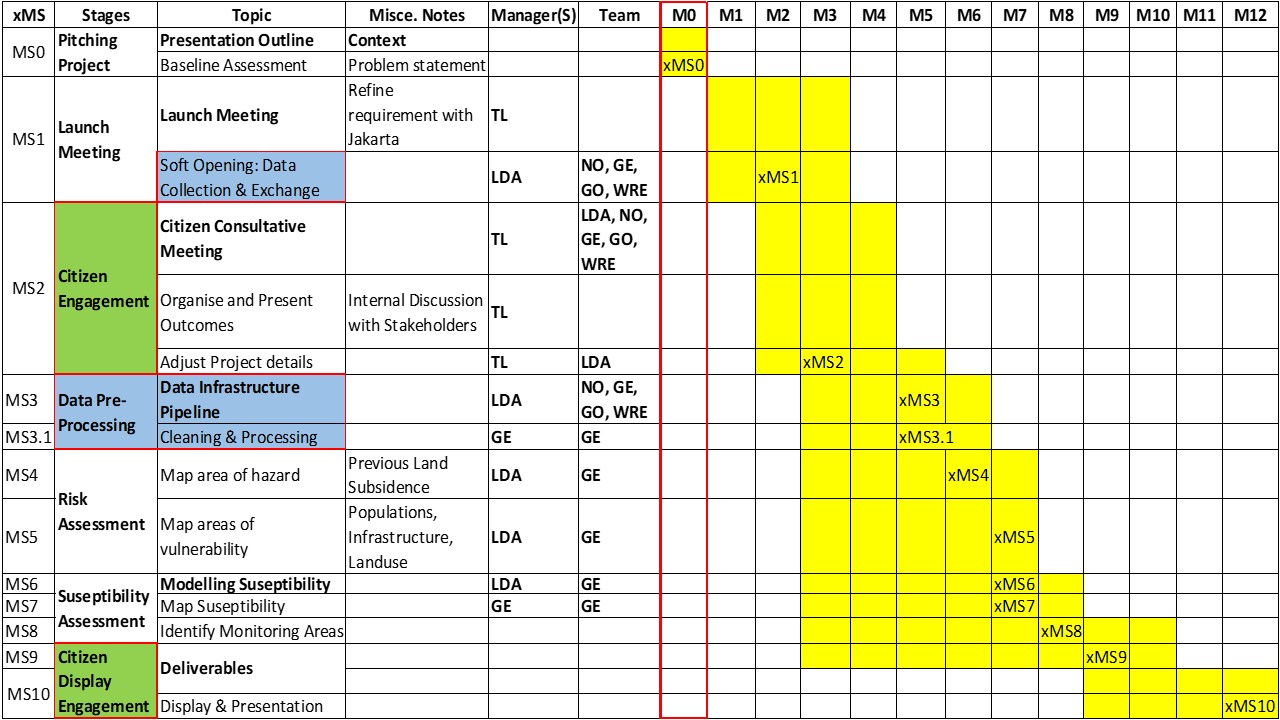 xMS Stages Topic Misce. Notes Manager(S) Team M0 M1 M2 M3 M4 M5 M6 M7 M8 M9 M10 M11 M12
MS0
Pitching
Project
Presentation Outline Context
Baseline Assessment Problem statement xMS0
MS1
Launch
Meeting
Launch Meeting
Refine
requirement with
Jakarta
TL
Soft Opening: Data
Collection & Exchange
LDA
NO, GE,
GO, WRE
xMS1
MS2
Citizen
Engagement
Citizen Consultative
Meeting
TL
LDA, NO,
GE, GO,
WRE
Organise and Present
Outcomes
Internal Discussion
with Stakeholders
TL
Adjust Project details TL LDA xMS2
MS3
Data Pre-
Processing
Data Infrastructure
Pipeline
LDA
NO, GE,
GO, WRE
xMS3
MS3.1 Cleaning & Processing GE GE xMS3.1
MS4
Risk
Assessment
Map area of hazard
Previous Land
Subsidence
LDA GE xMS4
MS5
Map areas of
vulnerability
Populations,
Infrastructure,
Landuse
LDA GE xMS5
MS6
Suseptibility
Assessment
Modelling Suseptibility LDA GE xMS6
MS7 Map Suseptibility GE GE xMS7
MS8 Identify Monitoring Areas xMS8
MS9
Citizen
Display
Engagement
Deliverables
xMS9
MS10
Display & Presentation xMS10